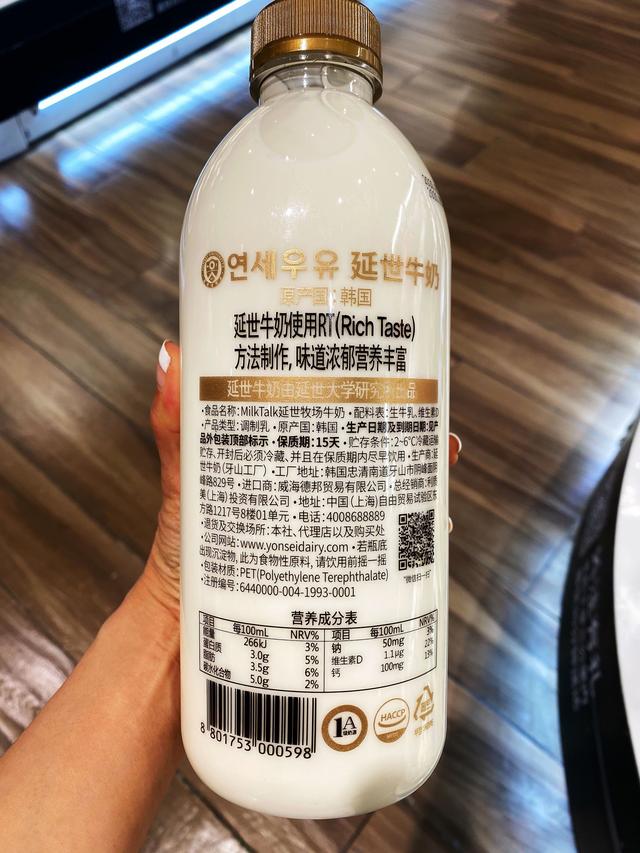 연세우유 延世牛奶
原产国：韩国
延世牛奶使用RT(Rich Taste)
方法制作, 味道浓郁营养丰富
延世牛奶由延世大学研究 出品
·食品名称: MilkTalk延世牧场牛奶 ·配料表: 生牛乳、维生素D
·产品类型: 调制乳 ·原产国: 韩国 ·生产日期及到期日期: 见产
品外包装顶部标示 ·保质期: 15天 ·贮存条件: 2~6℃冷藏运输
贮存, 开封后必须冷藏、并且在保质期内尽早饮用 ·生产商: 延
世牛奶(牙山工厂) ·工厂地址: 韩国忠清南道牙山市阴峰面阴
峰路829号 ·进口商: 威海德邦贸易有限公司 ·总经销商: 利
美(上海)投资有限公司 ·地址: 中国(上海)自由贸易试验区东
方路1217号8楼01单元 ·电话: 4008688889
·退货及交换场所: 本社、代理店以及购买处
·公司网站: www.yonseidairy.com ·若瓶底
出现沉淀物, 此为食物性原料, 请饮用前摇一摇
·包装材质: PET(Polyethylene Terephthalate)
·注册编号: 6440000-004-1993-0001
"微信扫一扫"
营养成分表
项目 每100mL NRV% 项目 每100mL NRV%
能量 266kJ 3% 钠 50mg 3%
蛋白质 3.0g 5% 维生素D 1.1μg 22%
脂肪 3.5g 6% 钙 100mg 13%
碳水化合物 5.0g 2%
8 801753 000598
1A
HACCP